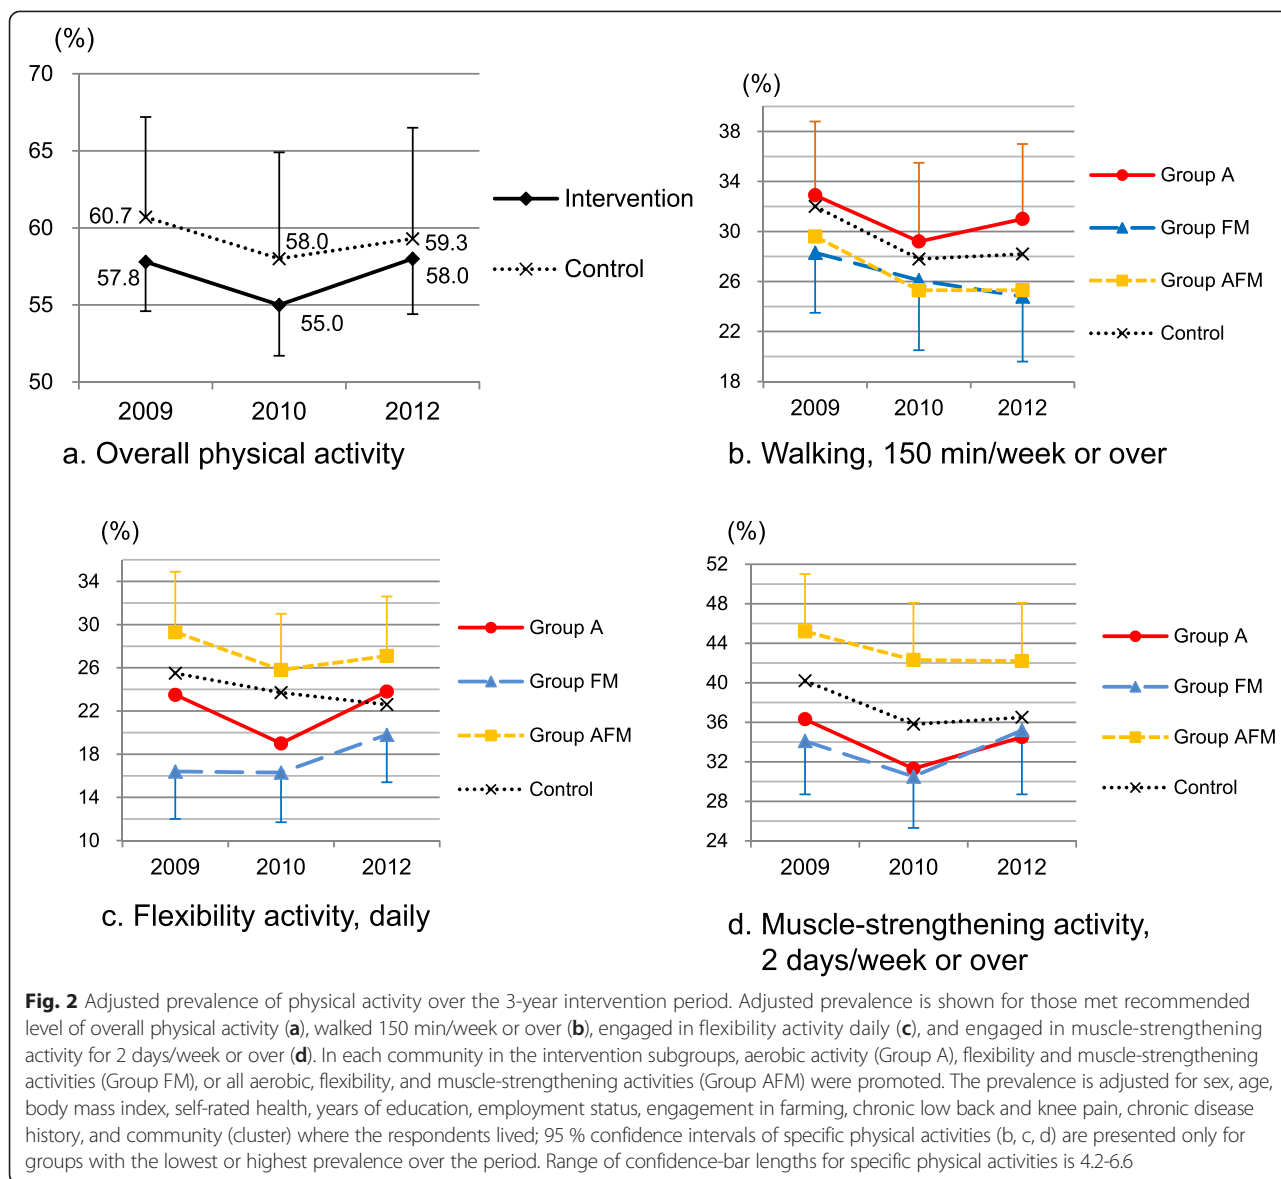 (%)
70
65
60
55
50
60.7
58.0
59.3
57.8
55.0
58.0
Intervention
Control
2009 2010 2012
a. Overall physical activity
(%)
38
34
30
26
22
18
Group A
Group FM
Group AFM
Control
2009 2010 2012
b. Walking, 150 min/week or over
(%)
34
30
26
22
18
14
10
Group A
Group FM
Group AFM
Control
2009 2010 2012
c. Flexibility activity, daily
(%)
52
48
44
40
36
32
28
24
Group A
Group FM
Group AFM
Control
2009 2010 2012
d. Muscle-strengthening activity,
2 days/week or over
Fig. 2 Adjusted prevalence of physical activity over the 3-year intervention period. Adjusted prevalence is shown for those met recommended
level of overall physical activity (a), walked 150 min/week or over (b), engaged in flexibility activity daily (c), and engaged in muscle-strengthening
activity for 2 days/week or over (d). In each community in the intervention subgroups, aerobic activity (Group A), flexibility and muscle-strengthening
activities (Group FM), or all aerobic, flexibility, and muscle-strengthening activities (Group AFM) were promoted. The prevalence is adjusted for sex, age,
body mass index, self-rated health, years of education, employment status, engagement in farming, chronic low back and knee pain, chronic disease
history, and community (cluster) where the respondents lived; 95 % confidence intervals of specific physical activities (b, c, d) are presented only for
groups with the lowest or highest prevalence over the period. Range of confidence-bar lengths for specific physical activities is 4.2-6.6